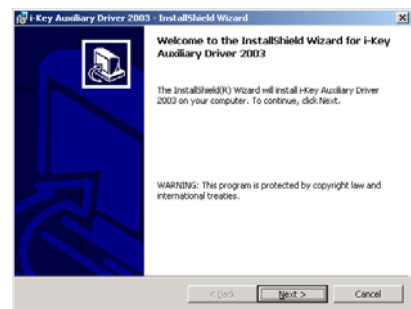 i-Key Auxiliary Driver 2003 - InstallShield Wizard
Welcome to the InstallShield Wizard for i-Key
Auxiliary Driver 2003
The InstallShield(R) Wizard will install i-Key Auxiliary Driver
2003 on your computer. To continue, click Next.
WARNING: This program is protected by copyright law and
international treaties.
< Back Next > Cancel